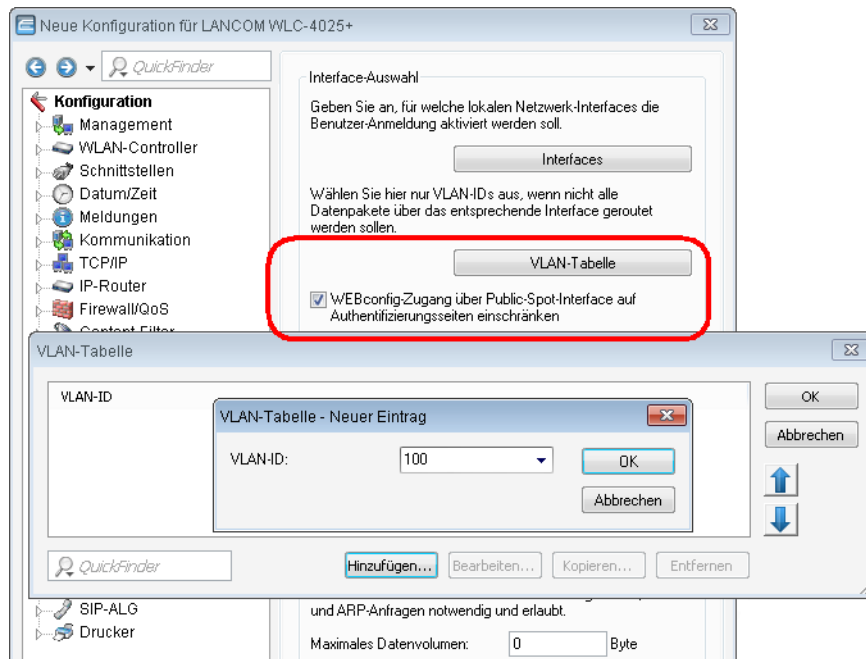 Neue Konfiguration für LANCOM WLC-4025+
QuickFinder
Konfiguration
Management
WLAN-Controller
Schnittstellen
Datum/Zeit
Meldungen
Kommunikation
TCP/IP
IP-Router
Firewall/QoS
Content Filter
Interface-Auswahl
Geben Sie an, für welche lokalen Netzwerk-Interfaces die
Benutzer-Anmeldung aktiviert werden soll.
Interfaces
Wählen Sie hier nur VLAN-IDs aus, wenn nicht alle
Datenpakete über das entsprechende Interface geroutet
werden sollen.
VLAN-Tabelle
WEBconfig-Zugang über Public-Spot-Interface auf
Authentifizierungsseiten einschränken
VLAN-Tabelle
VLAN-ID
OK
Abbrechen
VLAN-Tabelle - Neuer Eintrag
VLAN-ID:
100
OK
Abbrechen
QuickFinder
Hinzufügen...
Bearbeiten...
Kopieren...
Entfernen
SIP-ALG
Drucker
und ARP-Anfragen notwendig und erlaubt.
Maximales Datenvolumen:
0
Byte